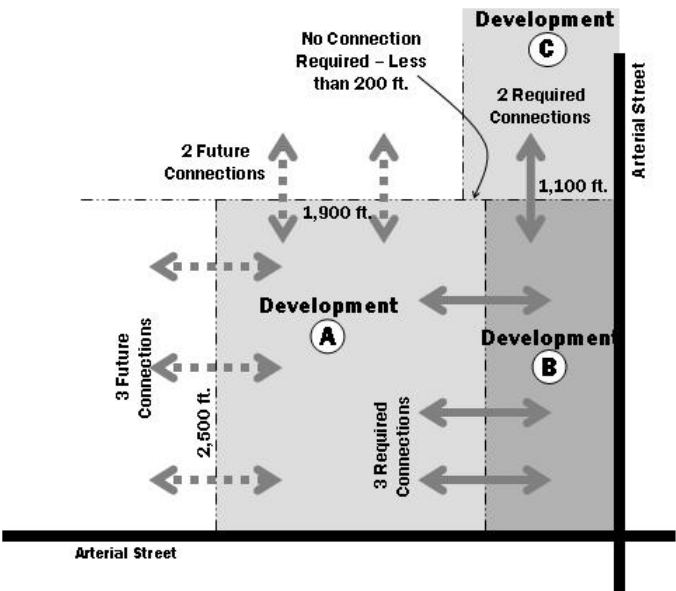 Development
C
No Connection
Required – Less
than 200 ft.
2 Required
Connections
Arterial Street
2 Future
Connections
1,100 ft.
1,900 ft.
Development
A
Development
B
3 Future
Connections
2,500 ft.
3 Required
Connections
Arterial Street